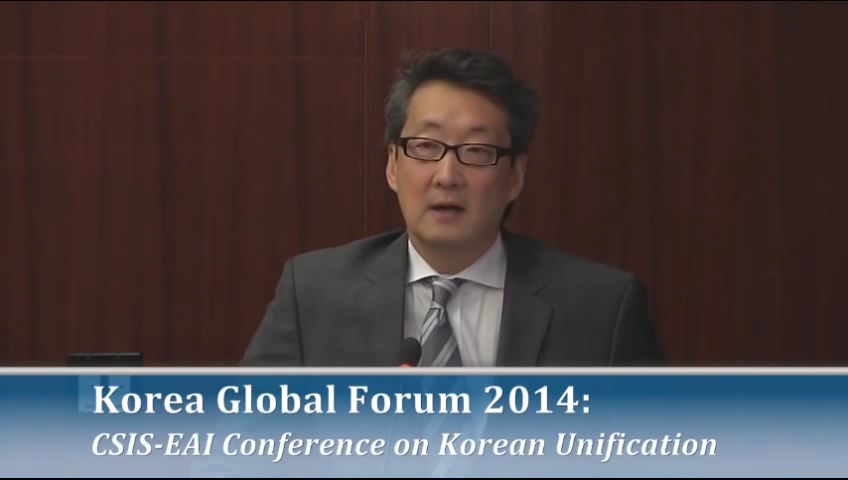 Korea Global Forum 2014:
CSIS-EAI Conference on Korean Unification